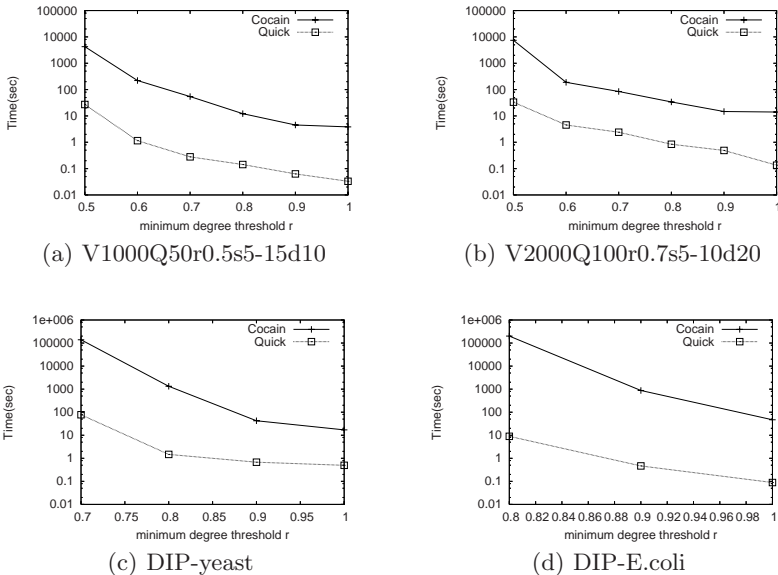 100000
10000
1000
100
10
1
0.1
0.01
Time(sec)
Cocain
Quick
0.5 0.6 0.7 0.8 0.9 1
minimum degree threshold r
(a) V1000Q50r0.5s5-15d10
100000
10000
1000
100
10
1
0.1
0.01
Time(sec)
Cocain
Quick
0.5 0.6 0.7 0.8 0.9 1
minimum degree threshold r
(b) V2000Q100r0.7s5-10d20
1e+006
100000
10000
1000
100
10
1
0.1
0.01
Time(sec)
Cocain
Quick
0.7 0.75 0.8 0.85 0.9 0.95 1
minimum degree threshold r
(c) DIP-yeast
1e+006
100000
10000
1000
100
10
1
0.1
0.01
Time(sec)
Cocain
Quick
0.8 0.82 0.84 0.86 0.88 0.9 0.92 0.94 0.96 0.98 1
minimum degree threshold r
(d) DIP-E.coli